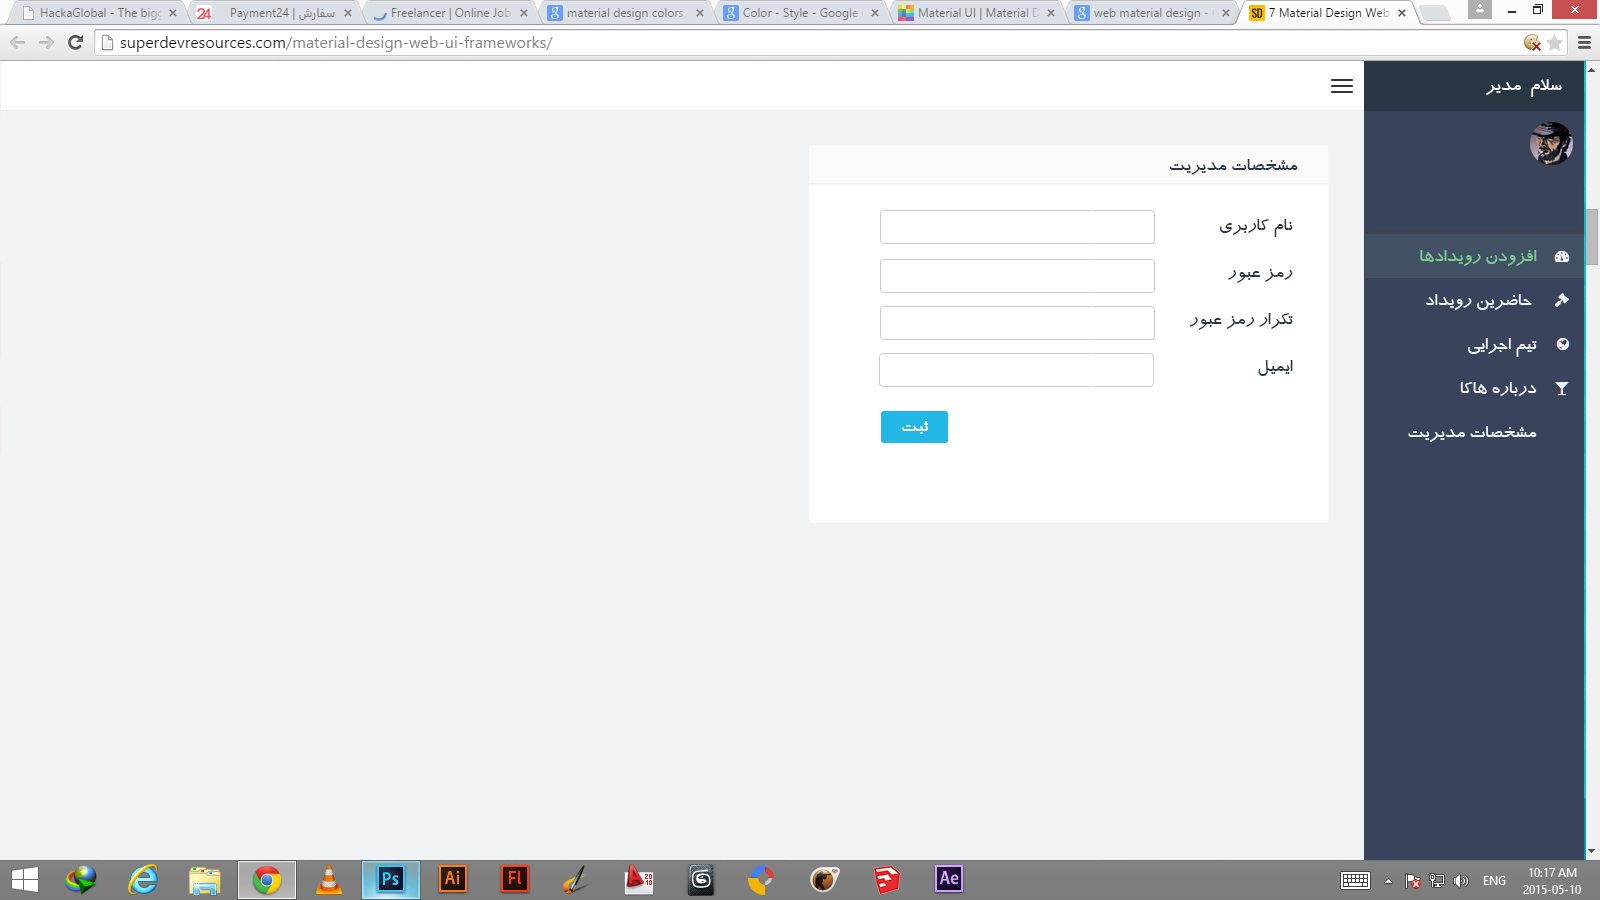 HackaGlobal - The big
Payment24 | سفارش
Freelancer | Online Job
material design colors
Color - Style - Google
Material UI | Material D
web material design -
7 Material Design Web
superdevresources.com/material-design-web-ui-frameworks/
سلام مدیر
مشخصات مدیریت
نام کاربری
رمز عبور
تکرار رمز عبور
ایمیل
ثبت
افزودن رویدادها
حاضرین رویداد
تیم اجرایی
درباره هاکا
مشخصات مدیریت
Ps
Ai
Fl
2010
Ae
ENG
10:17 AM
2015-05-10